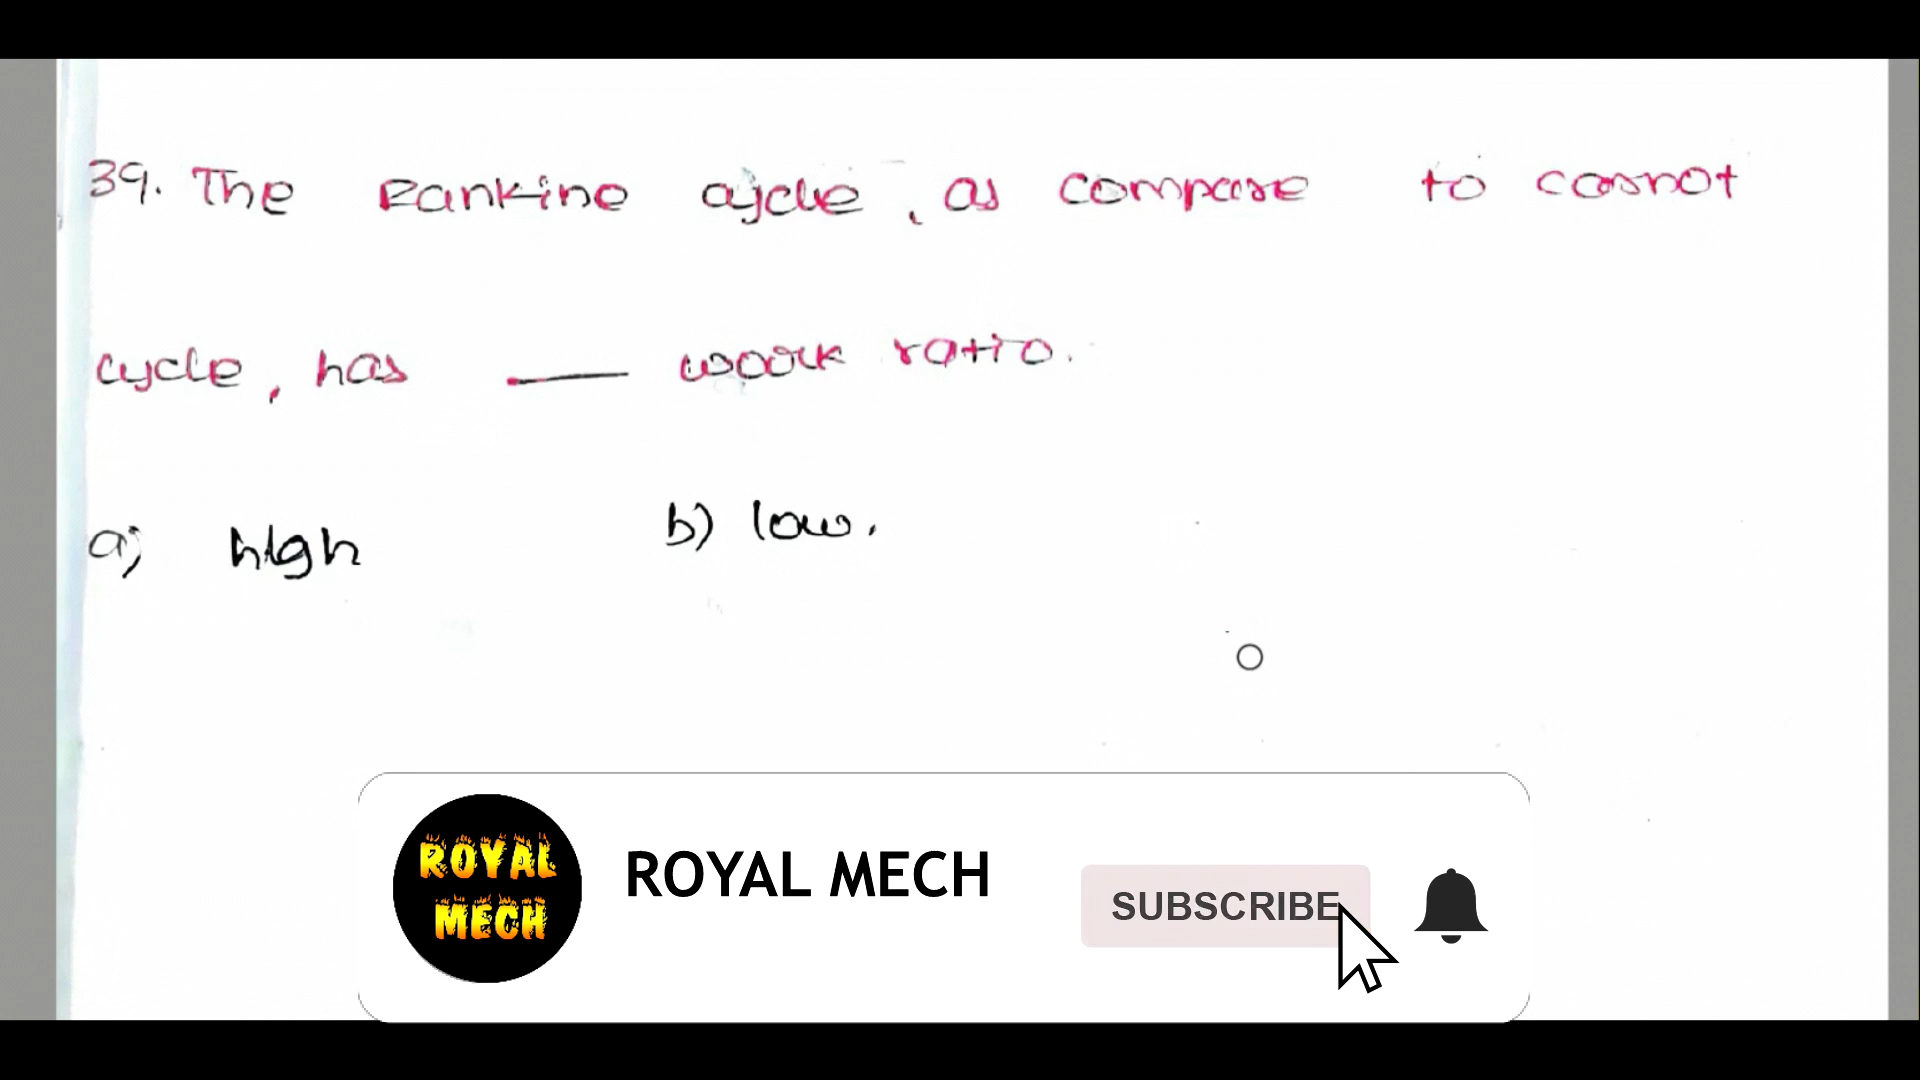 39. The Rankine cycle, as compare to carnot
cycle, has ___ work ratio.
a) high b) low.
ROYAL MECH
ROYAL MECH
SUBSCRIBE